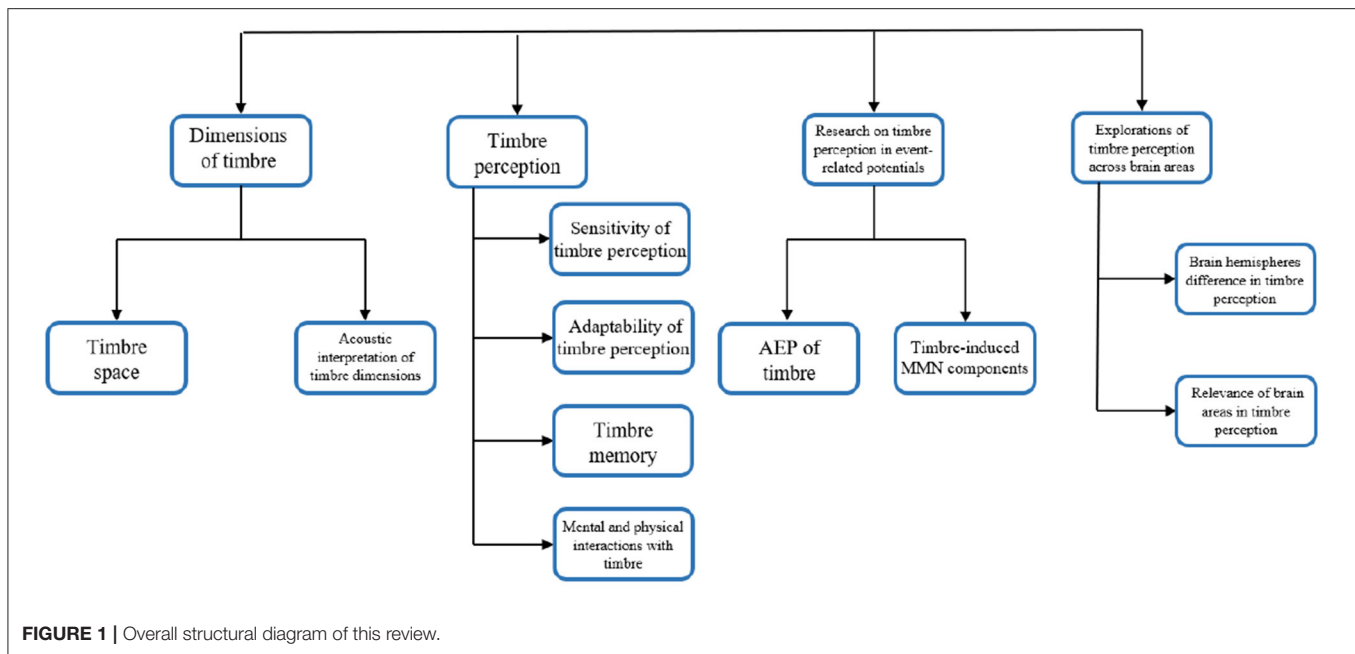 Dimensions
of timbre
Timbre
space
Acoustic
interpretation of
timbre dimensions
Timbre
perception
Sensitivity of
timbre perception
Adaptability of
timbre perception
Timbre
memory
Mental and physical
interactions with
timbre
Research on timbre
perception in event-
related potentials
AEP of
timbre
Timbre-induced
MMN components
Explorations of
timbre perception
across brain areas
Brain hemispheres
difference in timbre
perception
Relevance of brain
areas in timbre
perception
FIGURE 1 | Overall structural diagram of this review.